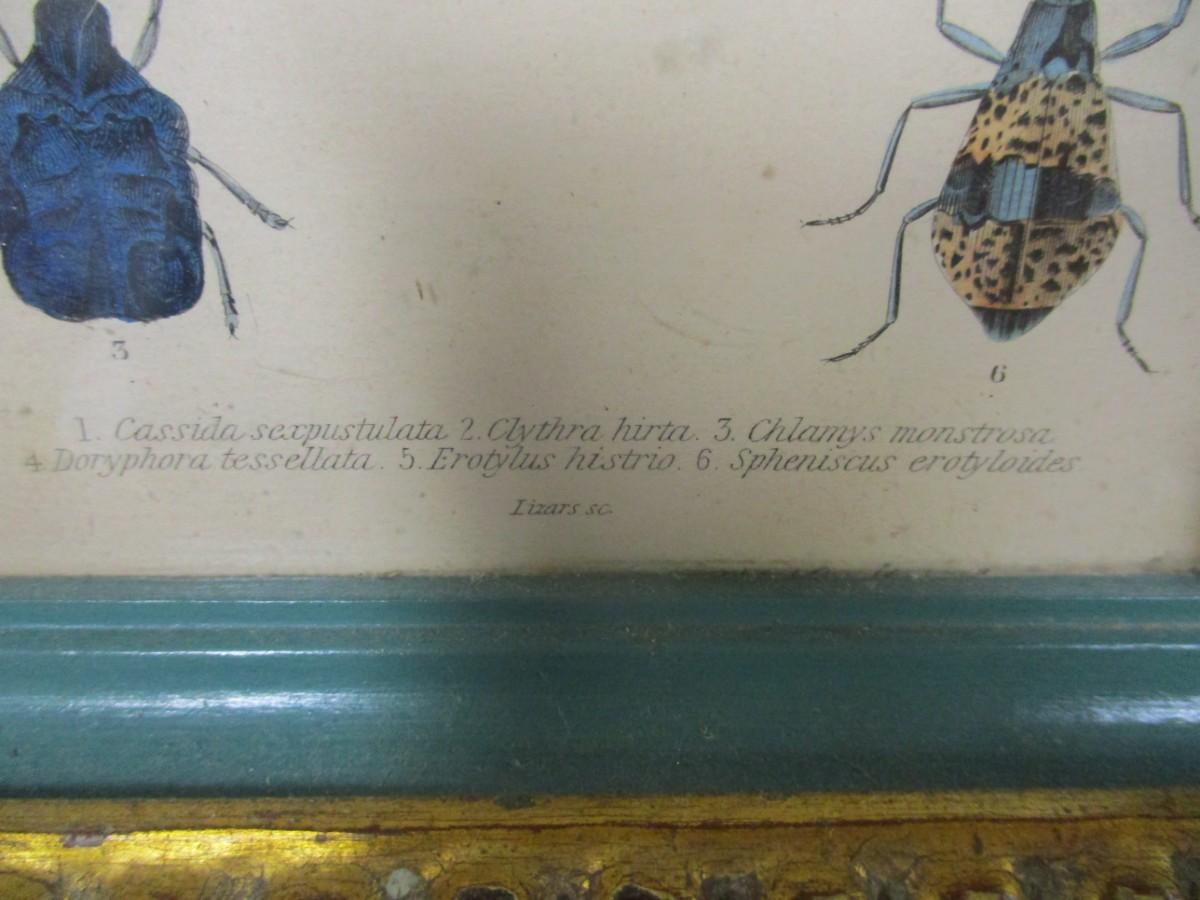 3
6
1. Cassida sexpustulata 2. Clythra hirta. 3. Chlamys monstrosa
4 Doryphora tessellata. 5. Erotylus histrio. 6. Spheniscus erotyloides
Lizars sc.